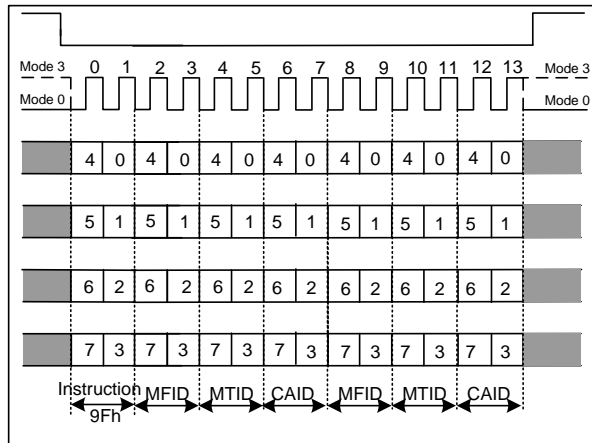 Mode 3 0 1 2 3 4 5 6 7 8 9 10 11 12 13 Mode 3
Mode 0 Mode 0
4 0 4 0 4 0 4 0 4 0 4 0 4 0
5 1 5 1 5 1 5 1 5 1 5 1 5 1
6 2 6 2 6 2 6 2 6 2 6 2 6 2
7 3 7 3 7 3 7 3 7 3 7 3 7 3
Instruction MFID MTID CAID MFID MTID CAID
9Fh